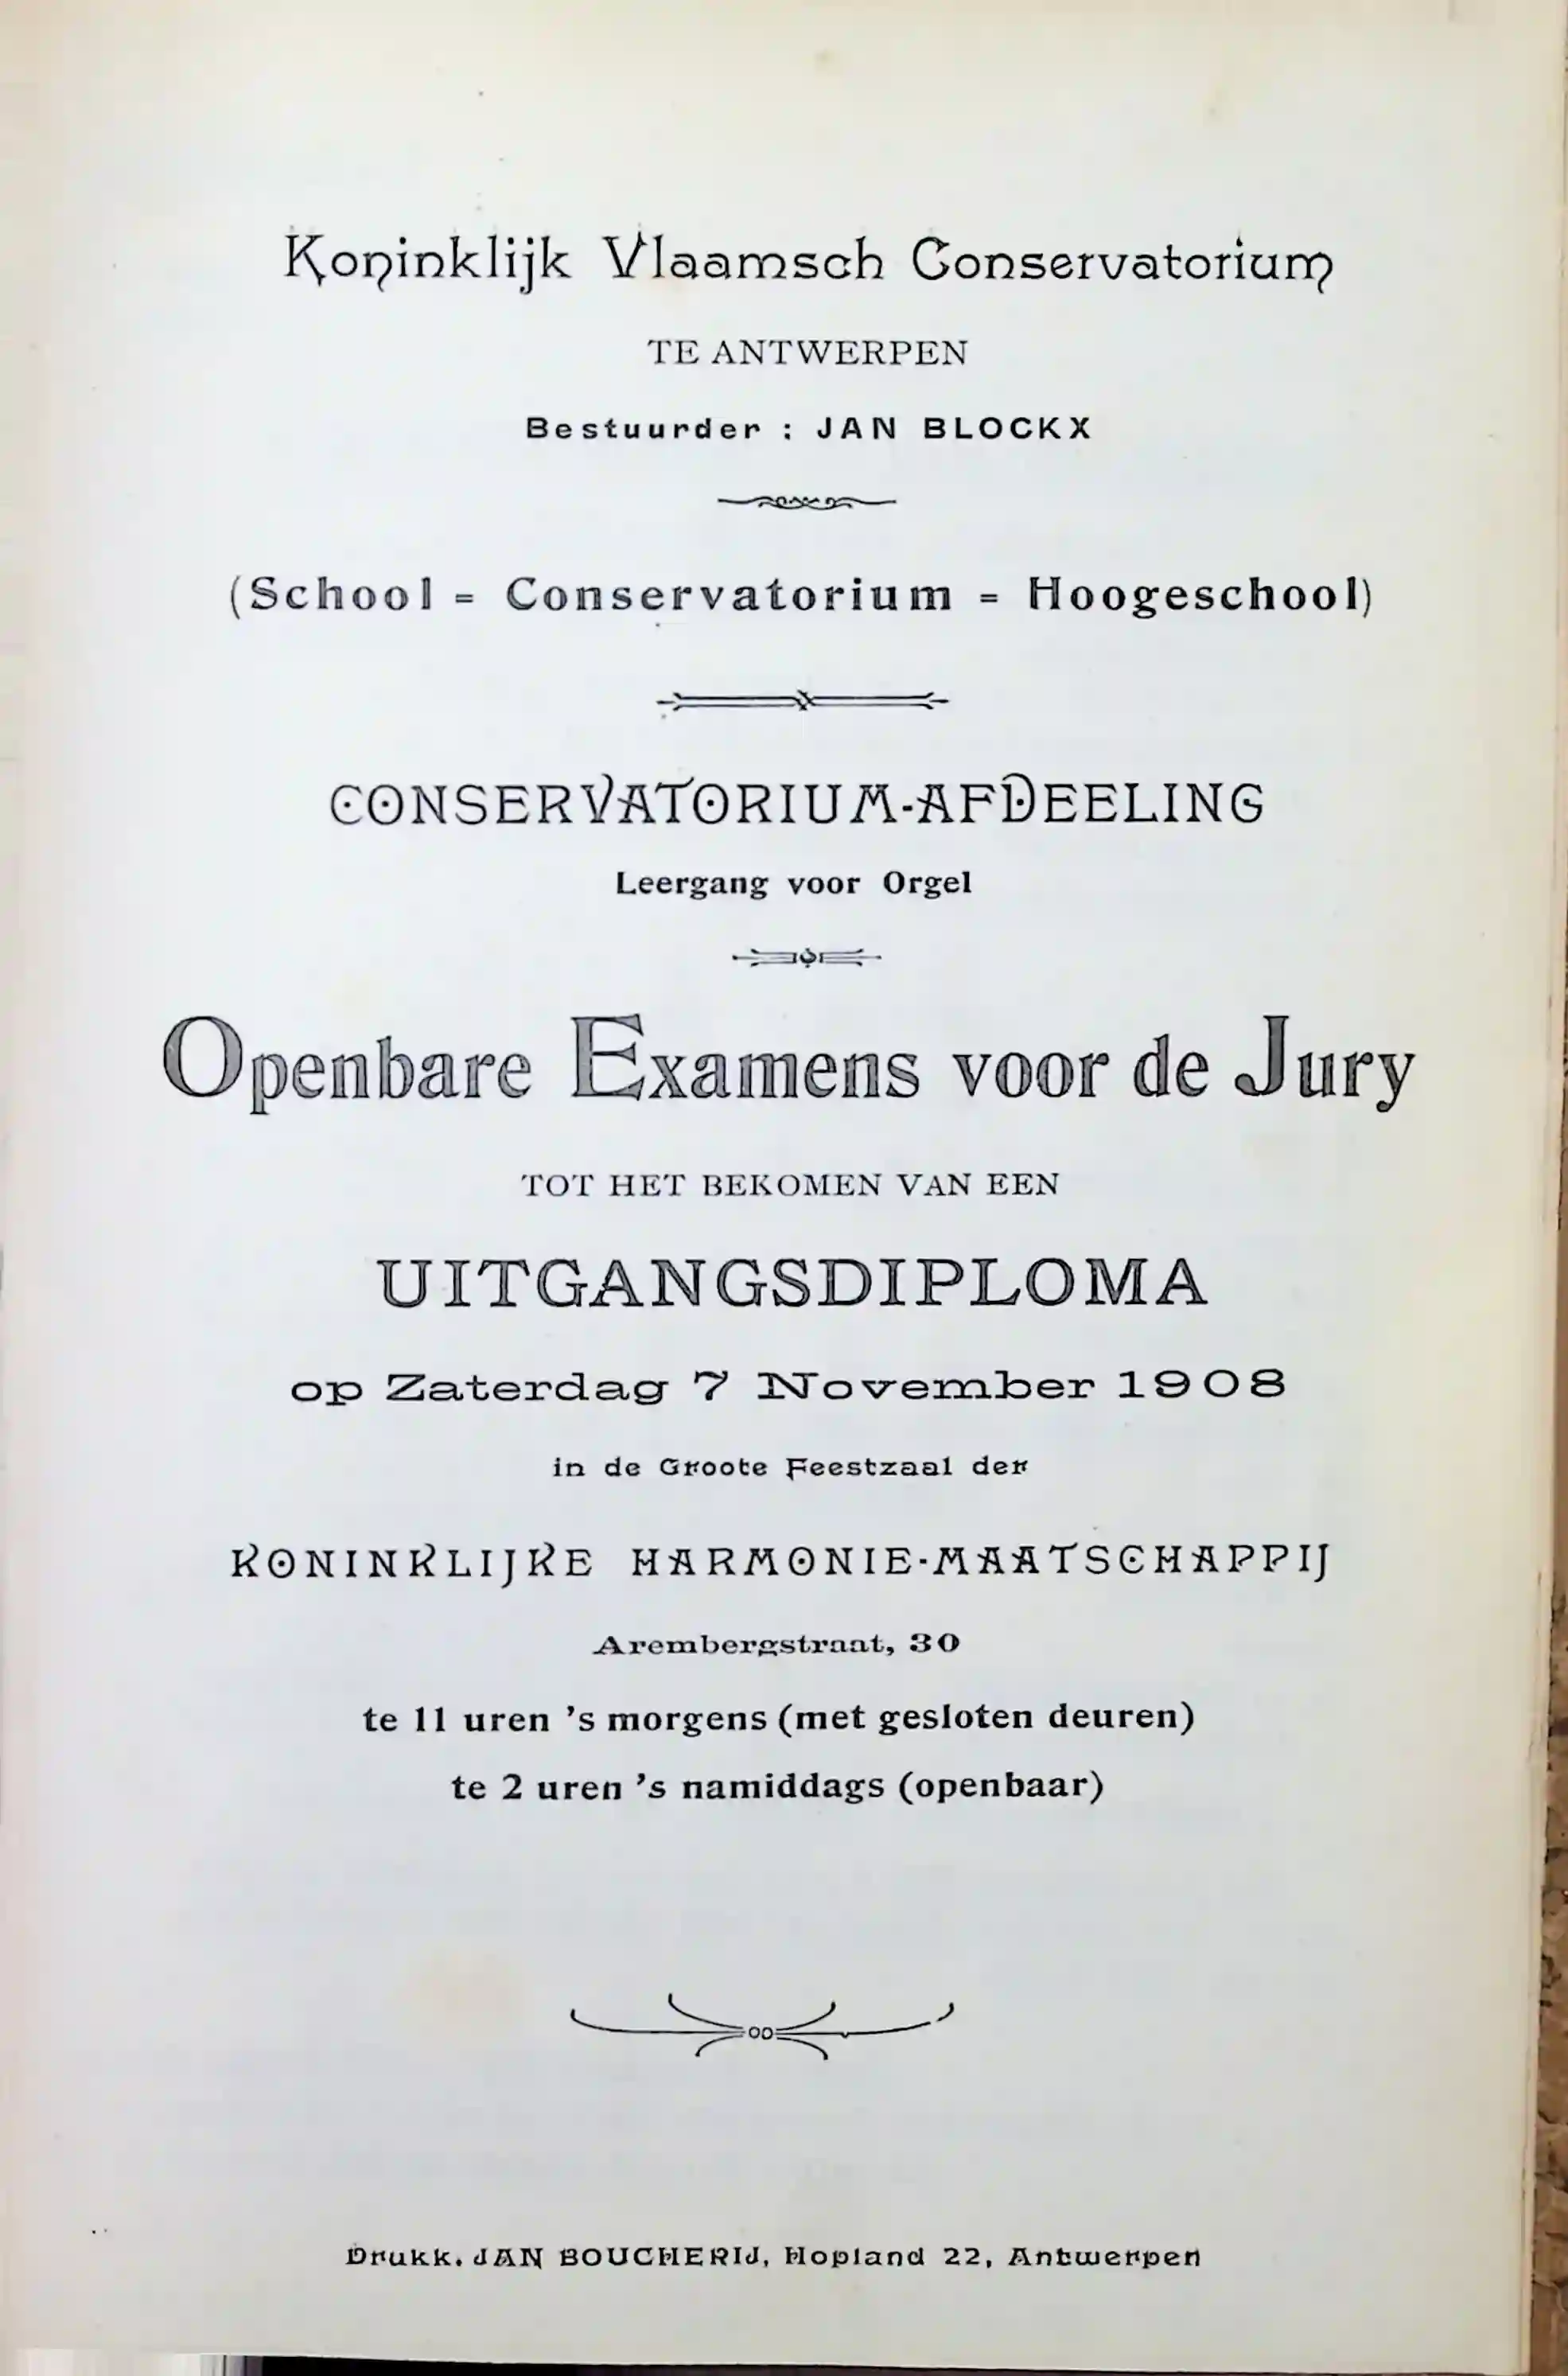 Koninklijk Vlaamsch Conservatorium
TE ANTWERPEN
Bestuurder : JAN BLOCKX
(School = Conservatorium = Hoogeschool)
CONSERVATORIUM-AFDEELING
Leergang voor Orgel
Openbare Examens voor de Jury
TOT HET BEKOMEN VAN EEN
UITGANGSDIPLOMA
op Zaterdag 7 November 1908
in de Groote Feestzaal der
KONINKLIJKE HARMONIE-MAATSCHAPPIJ
Arembergstraat, 30
te 11 uren 's morgens (met gesloten deuren)
te 2 uren 's namiddags (openbaar)
Drukk. JAN BOUCHERIJ, Hopland 22, Antwerpen